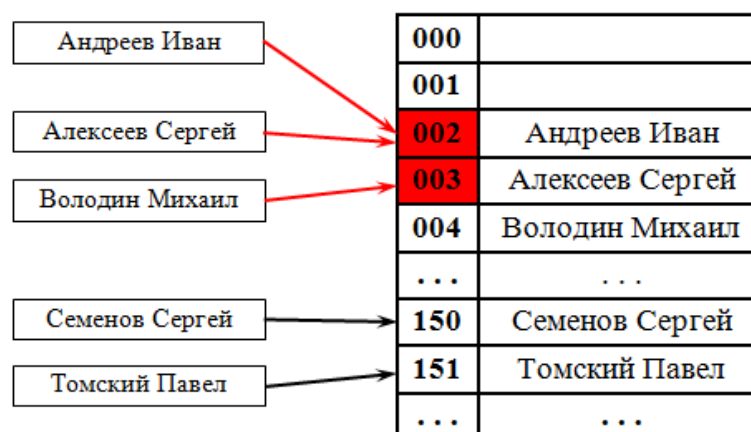 Андреев Иван
Алексеев Сергей
Володин Михаил
Семенов Сергей
Томский Павел
000
001
002 Андреев Иван
003 Алексеев Сергей
004 Володин Михаил
... ...
150 Семенов Сергей
151 Томский Павел
... ...